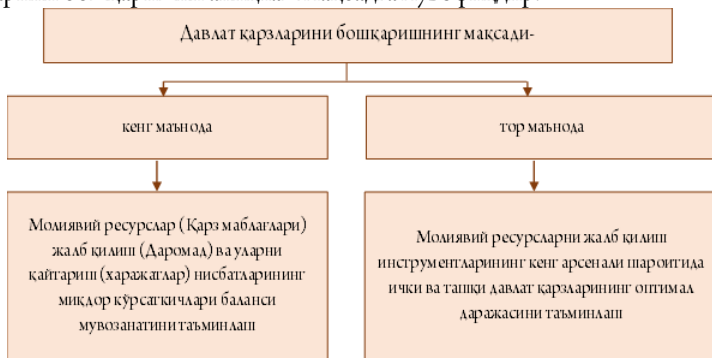 Давлат қарзларини бошқаришнинг мақсади-
кенг маънода
тор маънода
Молиявий ресурслар (Қарз маблағлари)
жалб қилиш (Даромад) ва уларни
қайтариш (харажатлар) нисбатларининг
миқдор кўрсаткичлари баланси
мувозанатини таъминлаш
Молиявий ресурсларни жалб қилиш
инструментларининг кенг арсенали шароитида
ички ва ташқи давлат қарзларининг оптимал
даражасини таъминлаш